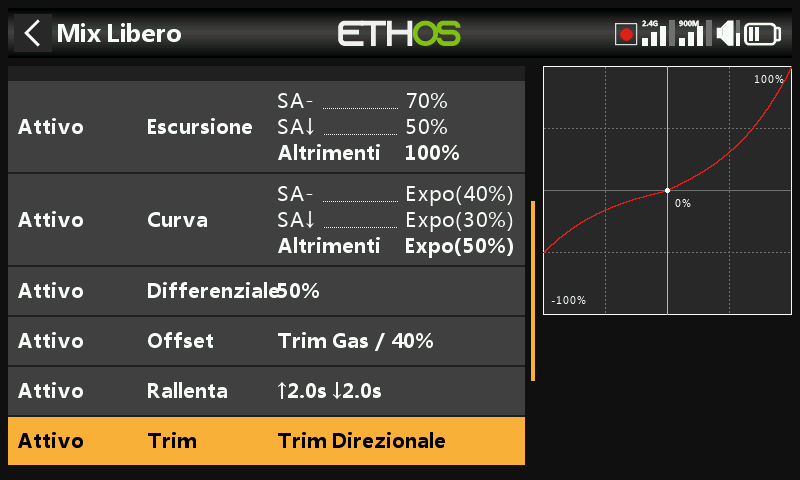 Mix Libero
ETHOS
2.4G
900M
Attivo Escursione
SA- 70%
SA↓ 50%
Altrimenti 100%
Attivo Curva
SA- Expo(40%)
SA↓ Expo(30%)
Altrimenti Expo(50%)
Attivo Differenziale 50%
Attivo Offset Trim Gas / 40%
Attivo Rallenta ↑2.0s ↓2.0s
Attivo Trim Trim Direzionale
100%
0%
-100%